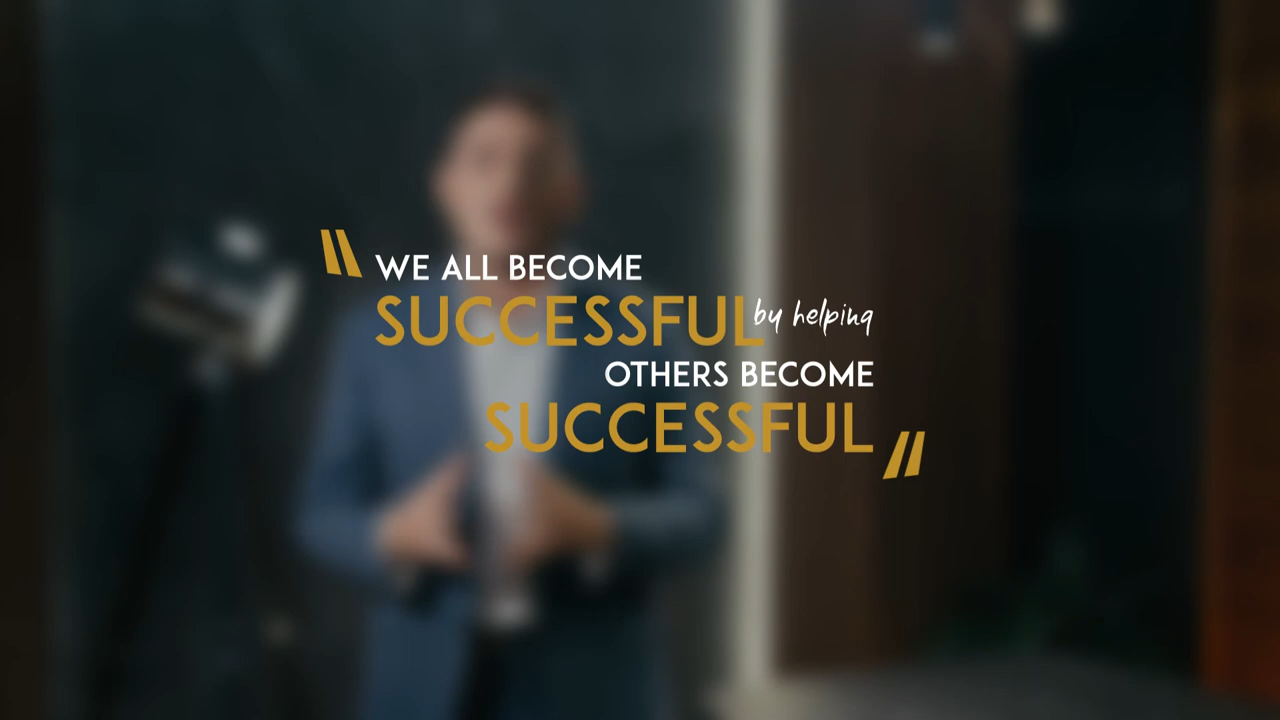 "WE ALL BECOME
SUCCESSFUL by helping
OTHERS BECOME
SUCCESSFUL"